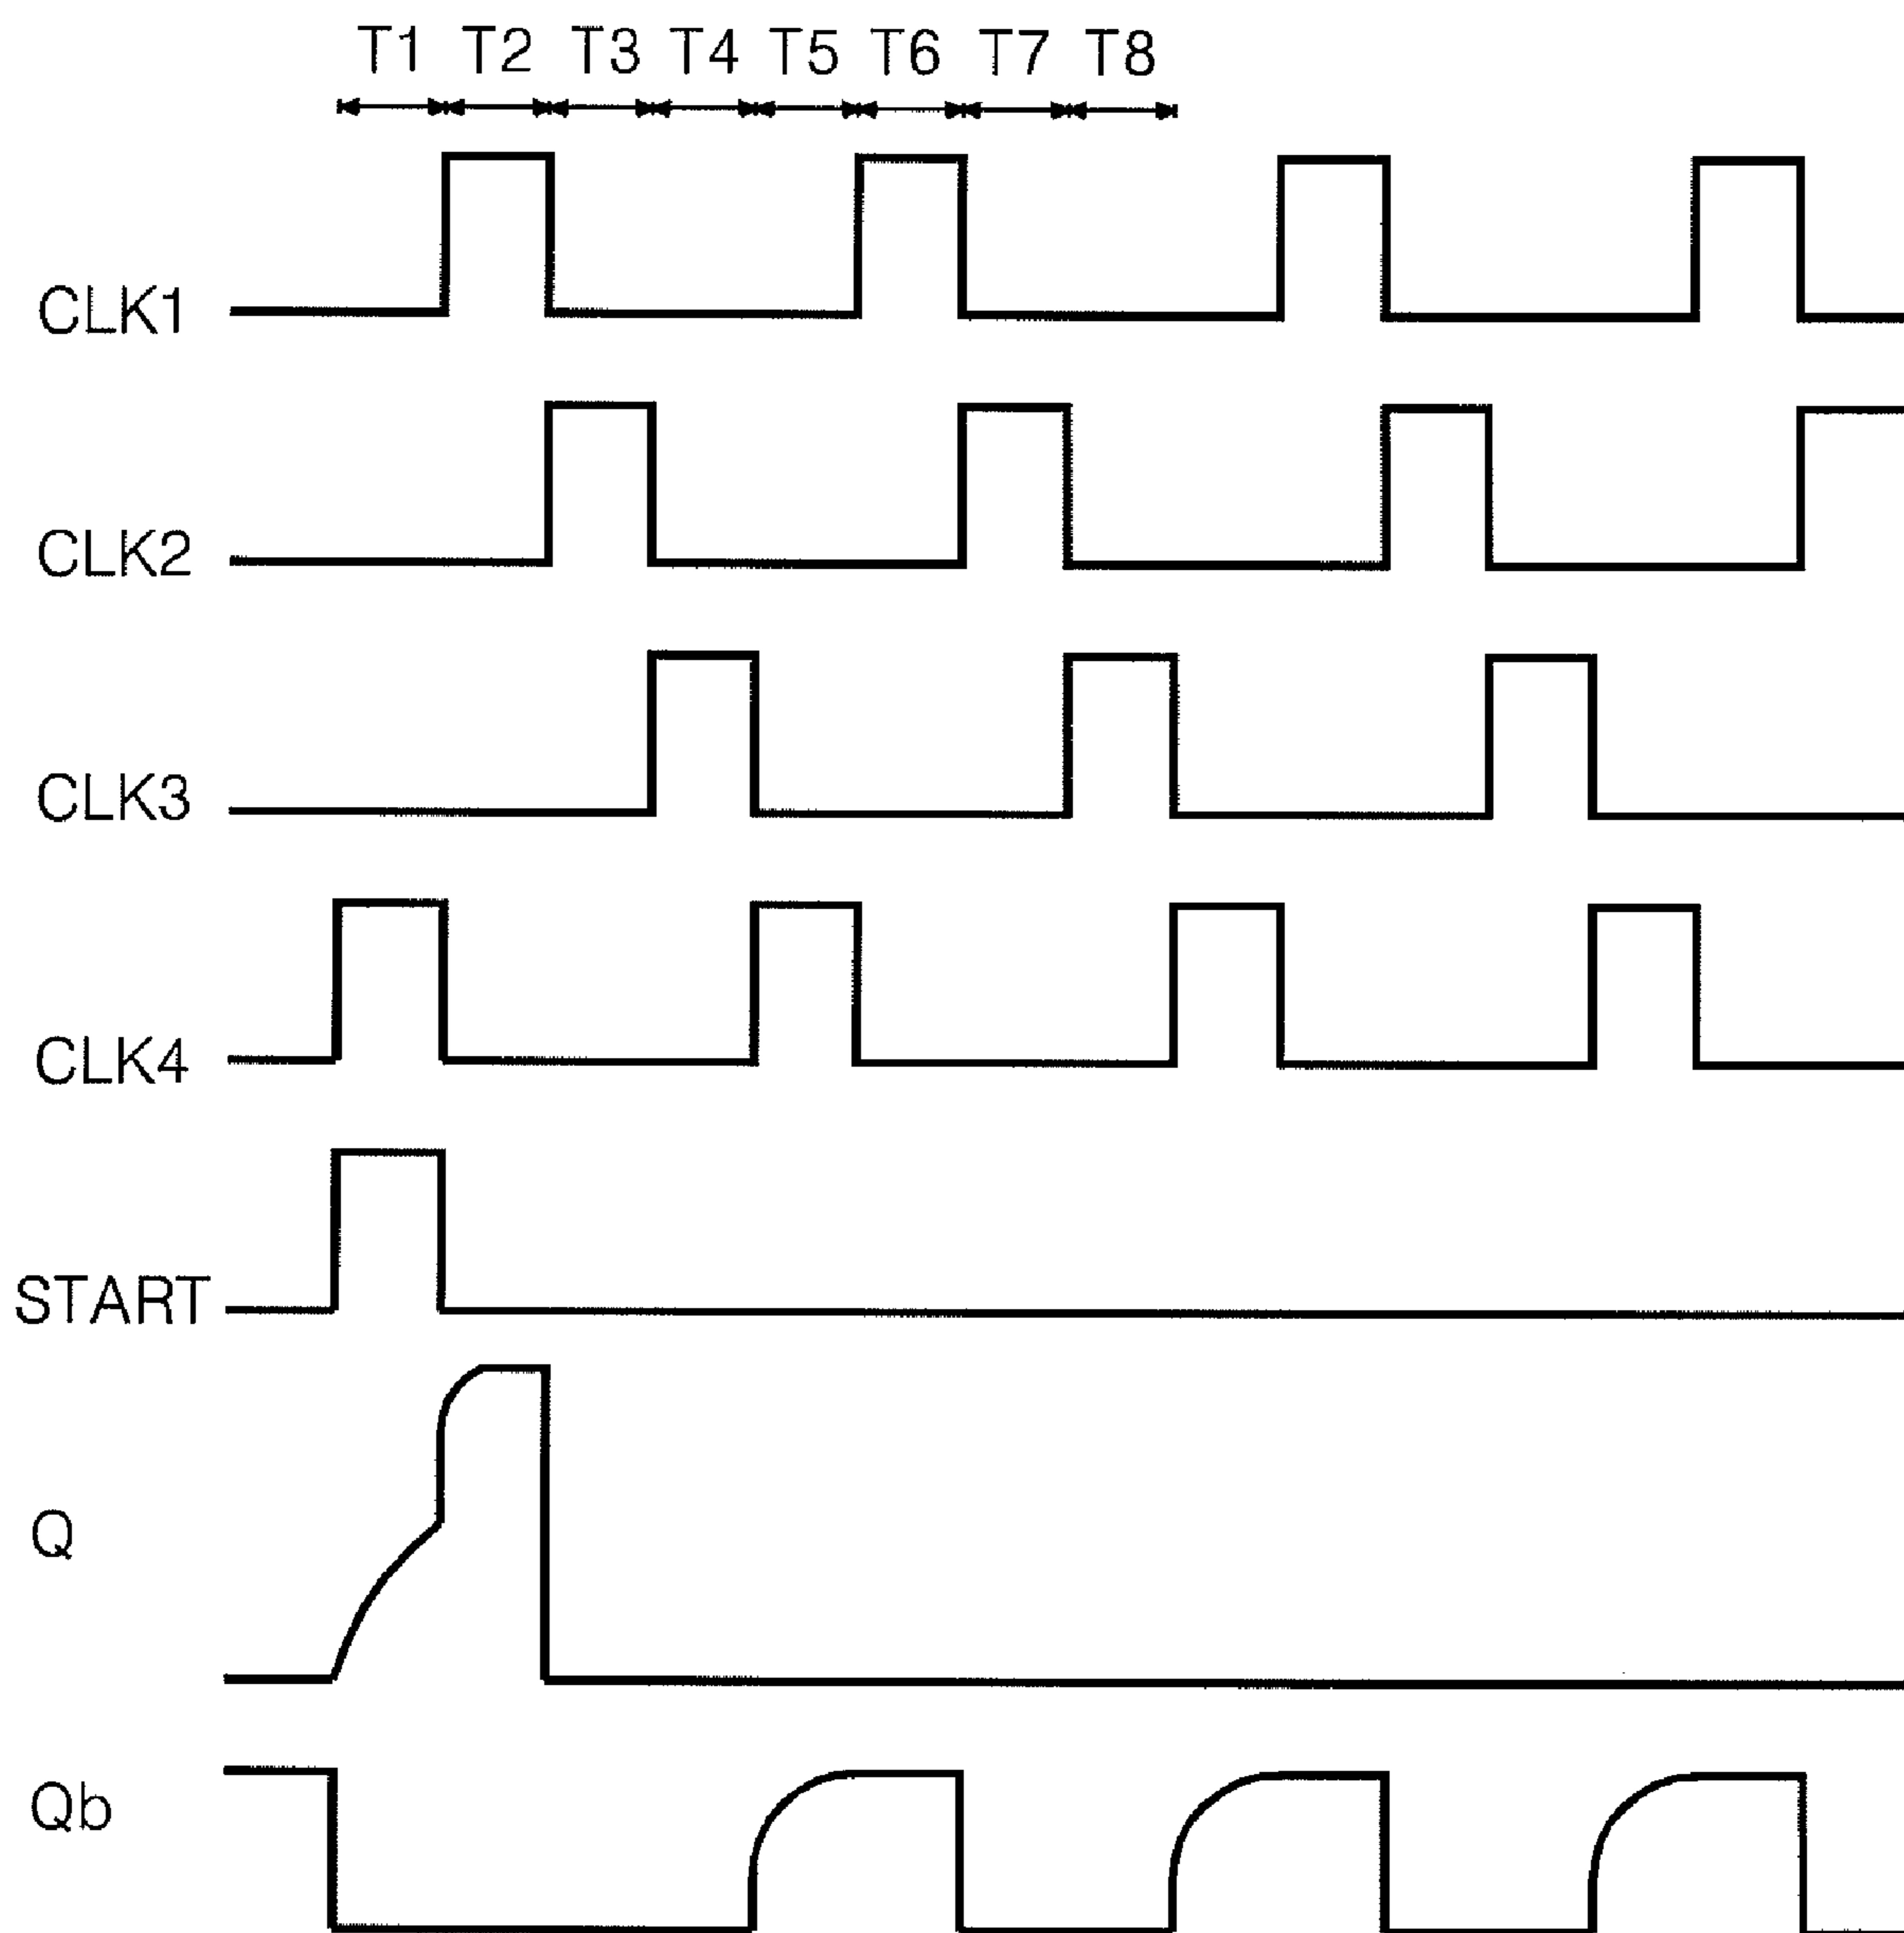 T1 T2 T3 T4 T5 T6 T7 T8
CLK1
CLK2
CLK3
CLK4
START
Q
Qb